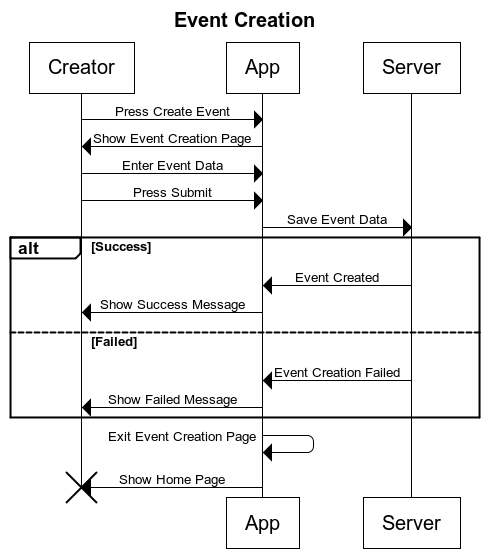 Event Creation
Creator
App
Server
Press Create Event
Show Event Creation Page
Enter Event Data
Press Submit
Save Event Data
alt
[Success]
Event Created
Show Success Message
[Failed]
Event Creation Failed
Show Failed Message
Exit Event Creation Page
Show Home Page
App
Server